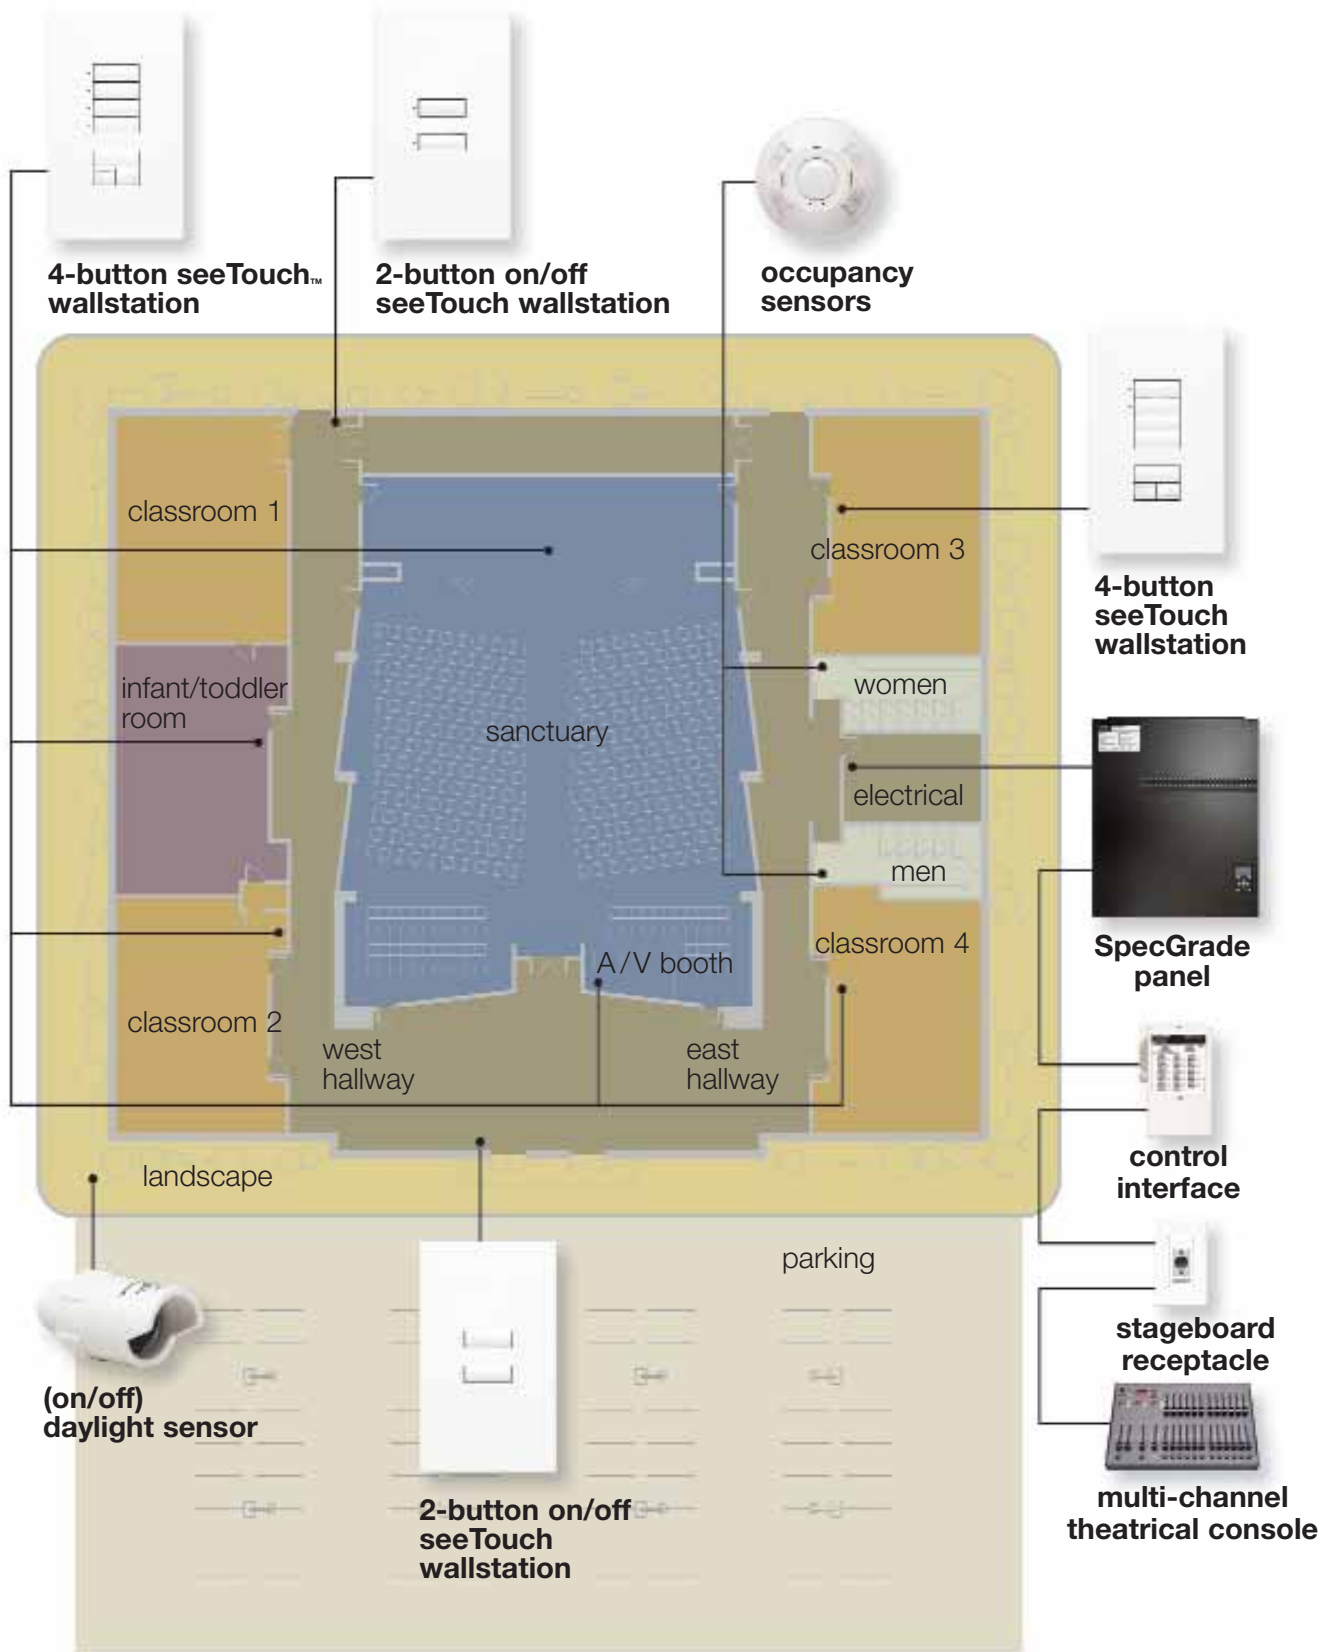 4-button seeTouch™
wallstation
2-button on/off
seeTouch wallstation
occupancy
sensors
4-button
seeTouch
wallstation
classroom 1
classroom 3
infant/toddler
room
sanctuary
women
electrical
men
A/V booth
classroom 4
classroom 2
west
hallway
east
hallway
SpecGrade
panel
control
interface
landscape
parking
stageboard
receptacle
(on/off)
daylight sensor
2-button on/off
seeTouch
wallstation
multi-channel
theatrical console